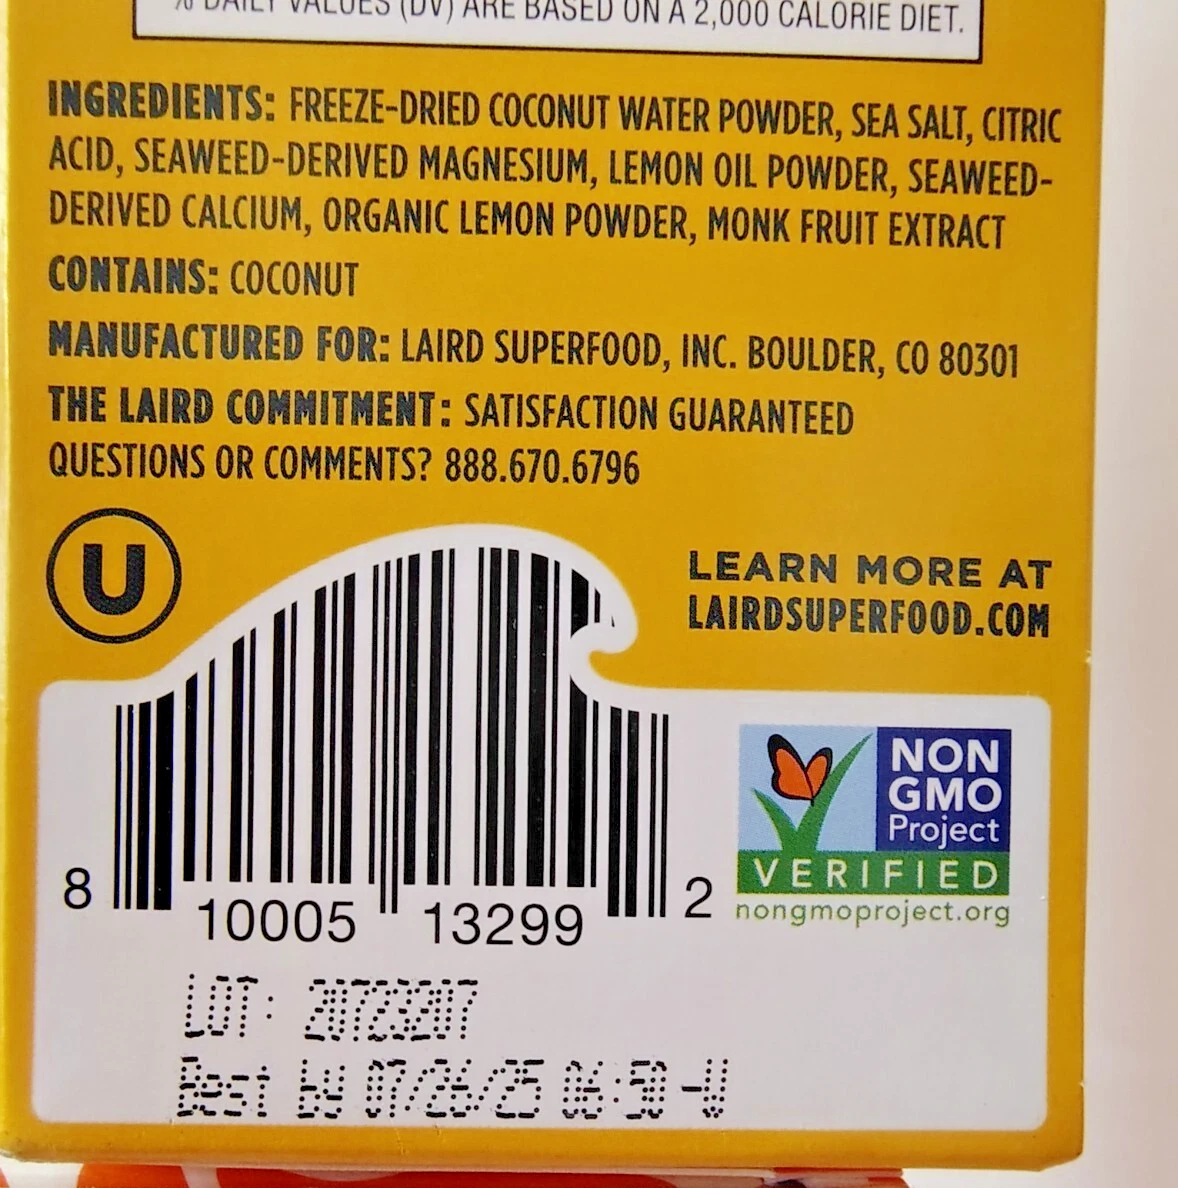 % DAILY VALUES (DV) ARE BASED ON A 2,000 CALORIE DIET.
INGREDIENTS: FREEZE-DRIED COCONUT WATER POWDER, SEA SALT, CITRIC
ACID, SEAWEED-DERIVED MAGNESIUM, LEMON OIL POWDER, SEAWEED-
DERIVED CALCIUM, ORGANIC LEMON POWDER, MONK FRUIT EXTRACT
CONTAINS: COCONUT
MANUFACTURED FOR: LAIRD SUPERFOOD, INC. BOULDER, CO 80301
THE LAIRD COMMITMENT: SATISFACTION GUARANTEED
QUESTIONS OR COMMENTS? 888.670.6796
U
LEARN MORE AT
LAIRDSUPERFOOD.COM
NON
GMO
Project
VERIFIED
nongmoproject.org
8 10005 13299 2
LOT: 20723207
Best by 07/26/25 06:50 -U